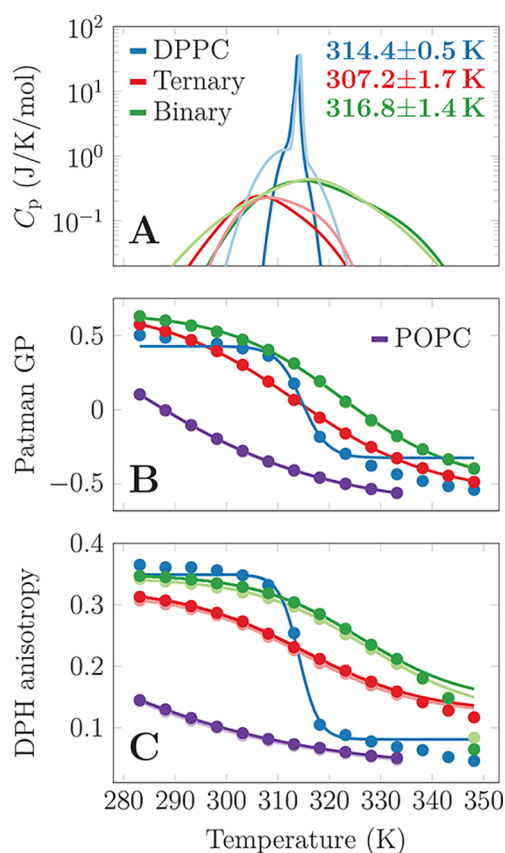 10²
DPPC 314.4±0.5 K
10¹
Ternary 307.2±1.7 K
Binary 316.8±1.4 K
10⁰
10⁻¹
Cₚ (J/K/mol)
A
0.5
POPC
0
−0.5
Patman GP
B
0.4
0.3
0.2
0.1
DPH anisotropy
C
280 290 300 310 320 330 340 350
Temperature (K)